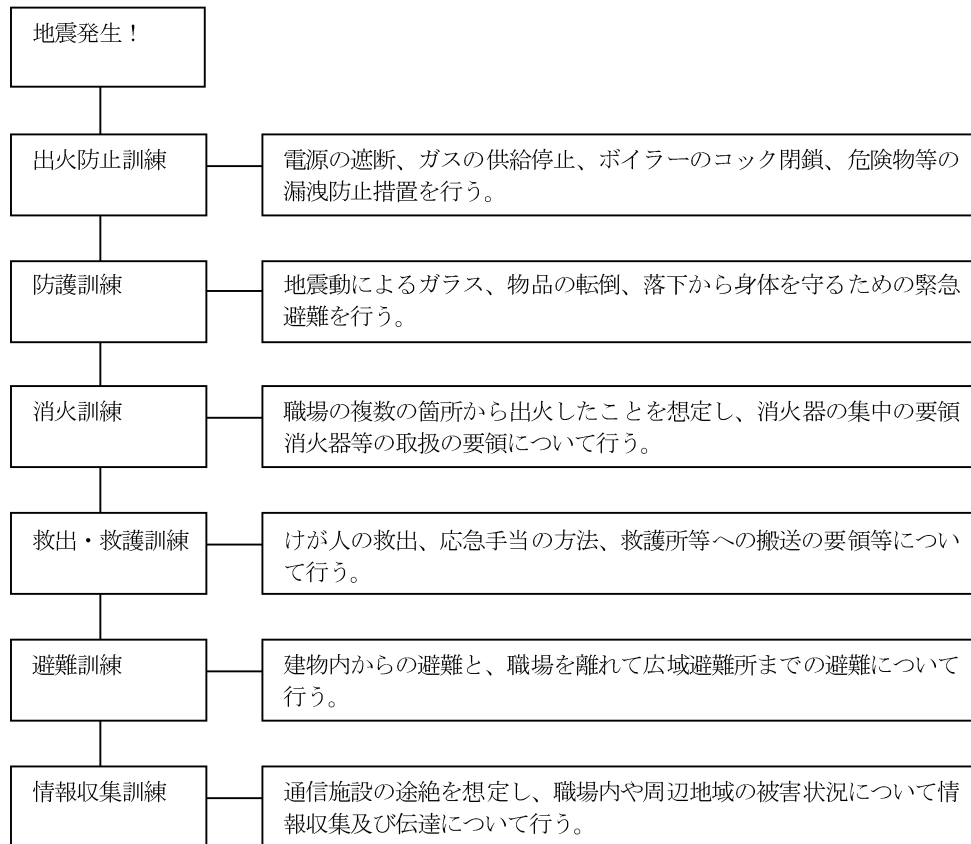 地震発生！
出火防止訓練
電源の遮断、ガスの供給停止、ボイラーのコック閉鎖、危険物等の
漏洩防止措置を行う。
防護訓練
地震動によるガラス、物品の転倒、落下から身体を守るための緊急
避難を行う。
消火訓練
職場の複数の箇所から出火したことを想定し、消火器の集中の要領
消火器等の取扱の要領について行う。
救出・救護訓練
けが人の救出、応急手当の方法、救護所等への搬送の要領等につい
て行う。
避難訓練
建物内からの避難と、職場を離れて広域避難所までの避難について
行う。
情報収集訓練
通信施設の途絶を想定し、職場内や周辺地域の被害状況について情
報収集及び伝達について行う。